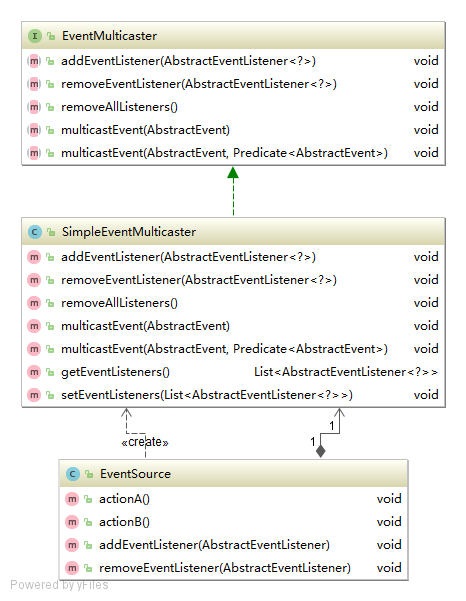 I EventMulticaster
m addEventListener(AbstractEventListener<?>) void
m removeEventListener(AbstractEventListener<?>) void
m removeAllListeners() void
m multicastEvent(AbstractEvent) void
m multicastEvent(AbstractEvent, Predicate<AbstractEvent>) void
C SimpleEventMulticaster
m addEventListener(AbstractEventListener<?>) void
m removeEventListener(AbstractEventListener<?>) void
m removeAllListeners() void
m multicastEvent(AbstractEvent) void
m multicastEvent(AbstractEvent, Predicate<AbstractEvent>) void
m getEventListeners() List<AbstractEventListener<?>>
m setEventListeners(List<AbstractEventListener<?>>) void
1
«create» 1
C EventSource
m actionA() void
m actionB() void
m addEventListener(AbstractEventListener) void
m removeEventListener(AbstractEventListener) void
Powered by yFiles